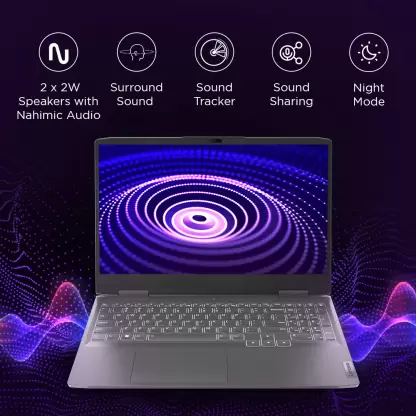 2 x 2W
Speakers with
Nahimic Audio
Surround
Sound
Sound
Tracker
Sound
Sharing
Night
Mode